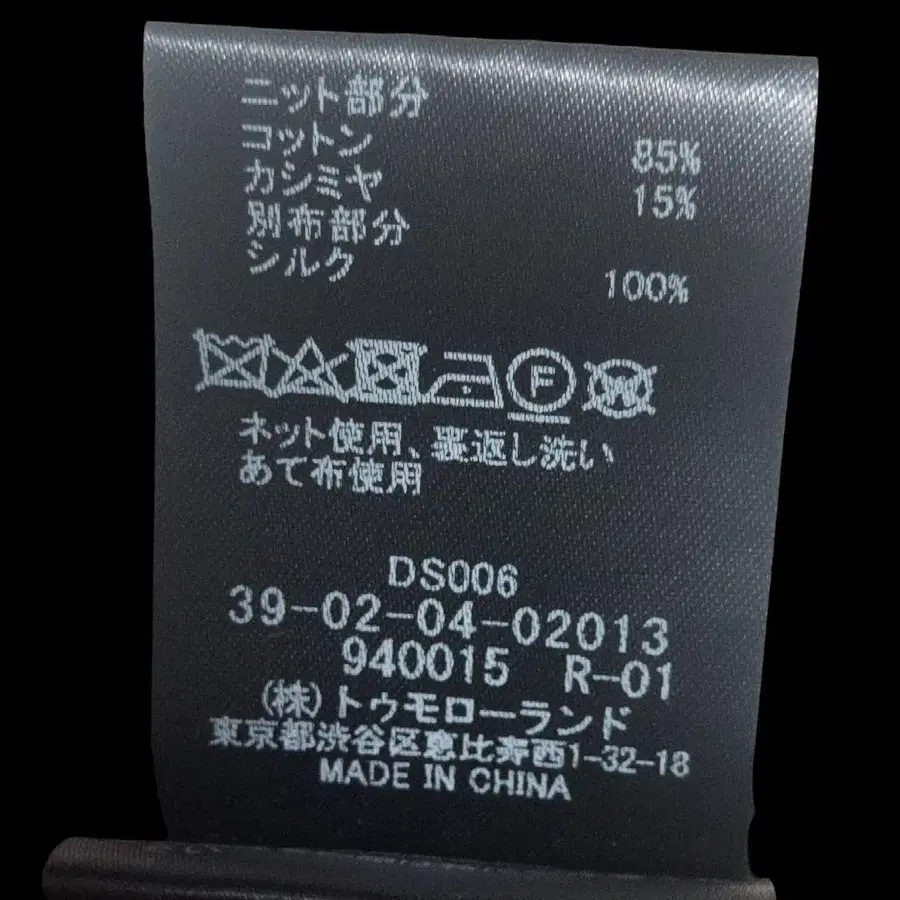 ニット部分
コットン 85%
カシミヤ 15%
別布部分
シルク 100%
F W
ネット使用、裏返し洗い
あて布使用
DS006
39-02-04-02013
940015 R-01
(株)トゥモローランド
東京都渋谷区恵比寿西1-32-18
MADE IN CHINA